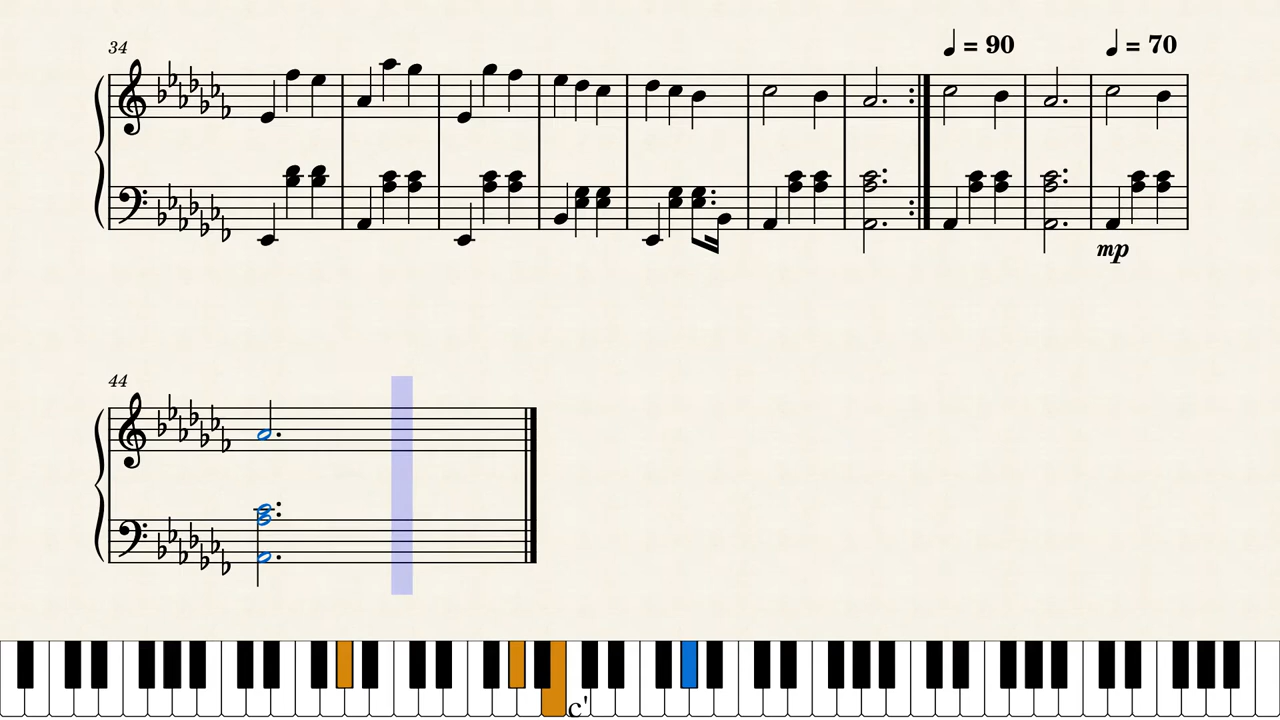 34
♩ = 90
♩ = 70
mp
44
c'